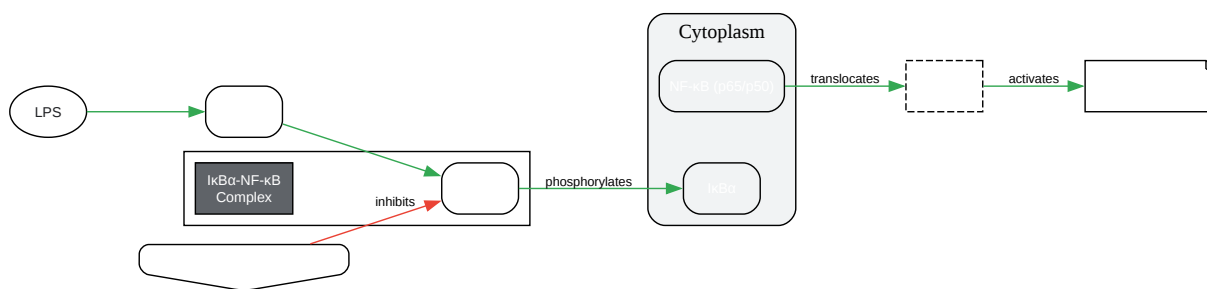 Cytoplasm
NF-κB (p65/p50)
translocates
activates
LPS
IκBα-NF-κB
Complex
phosphorylates
IκBα
inhibits